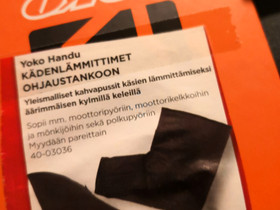 Yoko Handu
KÄDENLÄMMITTIMET
OHJAUSTANKOON
Yleismalliset kahvapussit käsien lämmittämiseksi
äärimmäisen kylmillä keleillä
Sopii mm. moottoripyöriin, moottorikelkkoihin
ja mönkijöihin sekä polkupyöriin
Myydään pareittain
40-03036